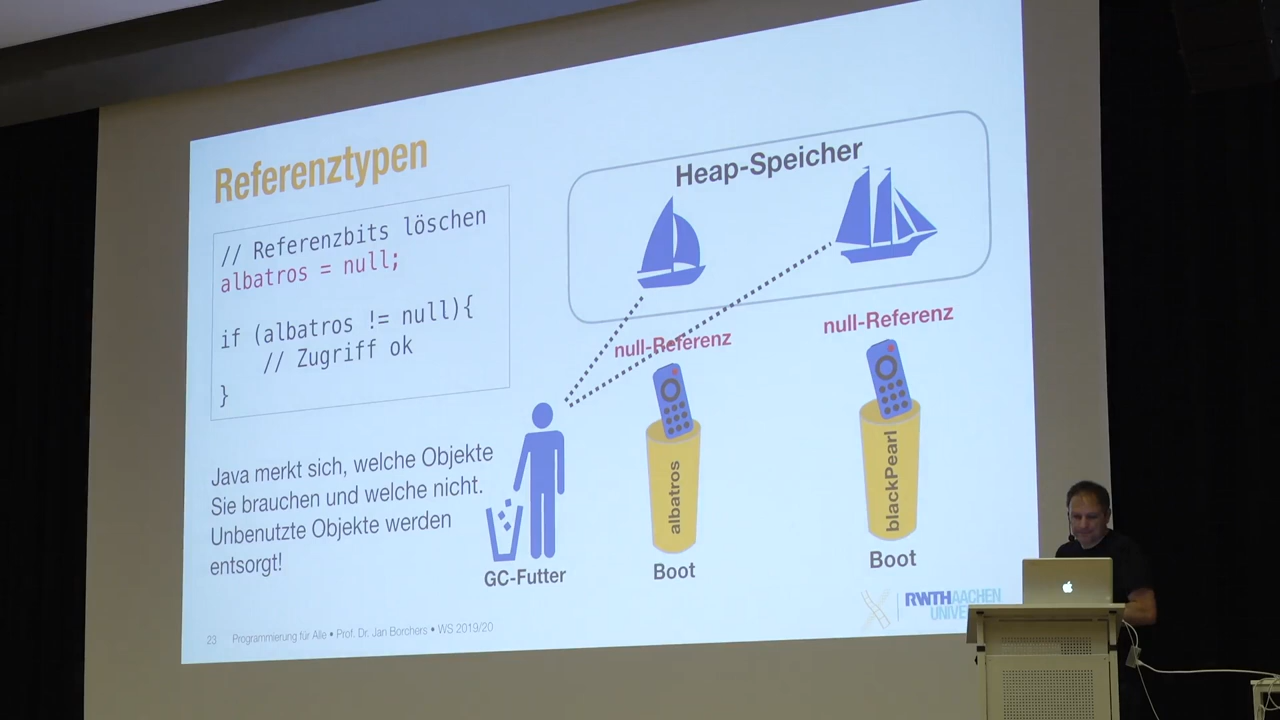 Referenztypen
// Referenzbits löschen
albatros = null;
if (albatros != null){
// Zugriff ok
}
Java merkt sich, welche Objekte
Sie brauchen und welche nicht.
Unbenutzte Objekte werden
entsorgt!
Heap-Speicher
null-Referenz
null-Referenz
albatros
blackPearl
GC-Futter
Boot
Boot
23 Programmierung für Alle • Prof. Dr. Jan Borchers • WS 2019/20
RWTHAACHEN